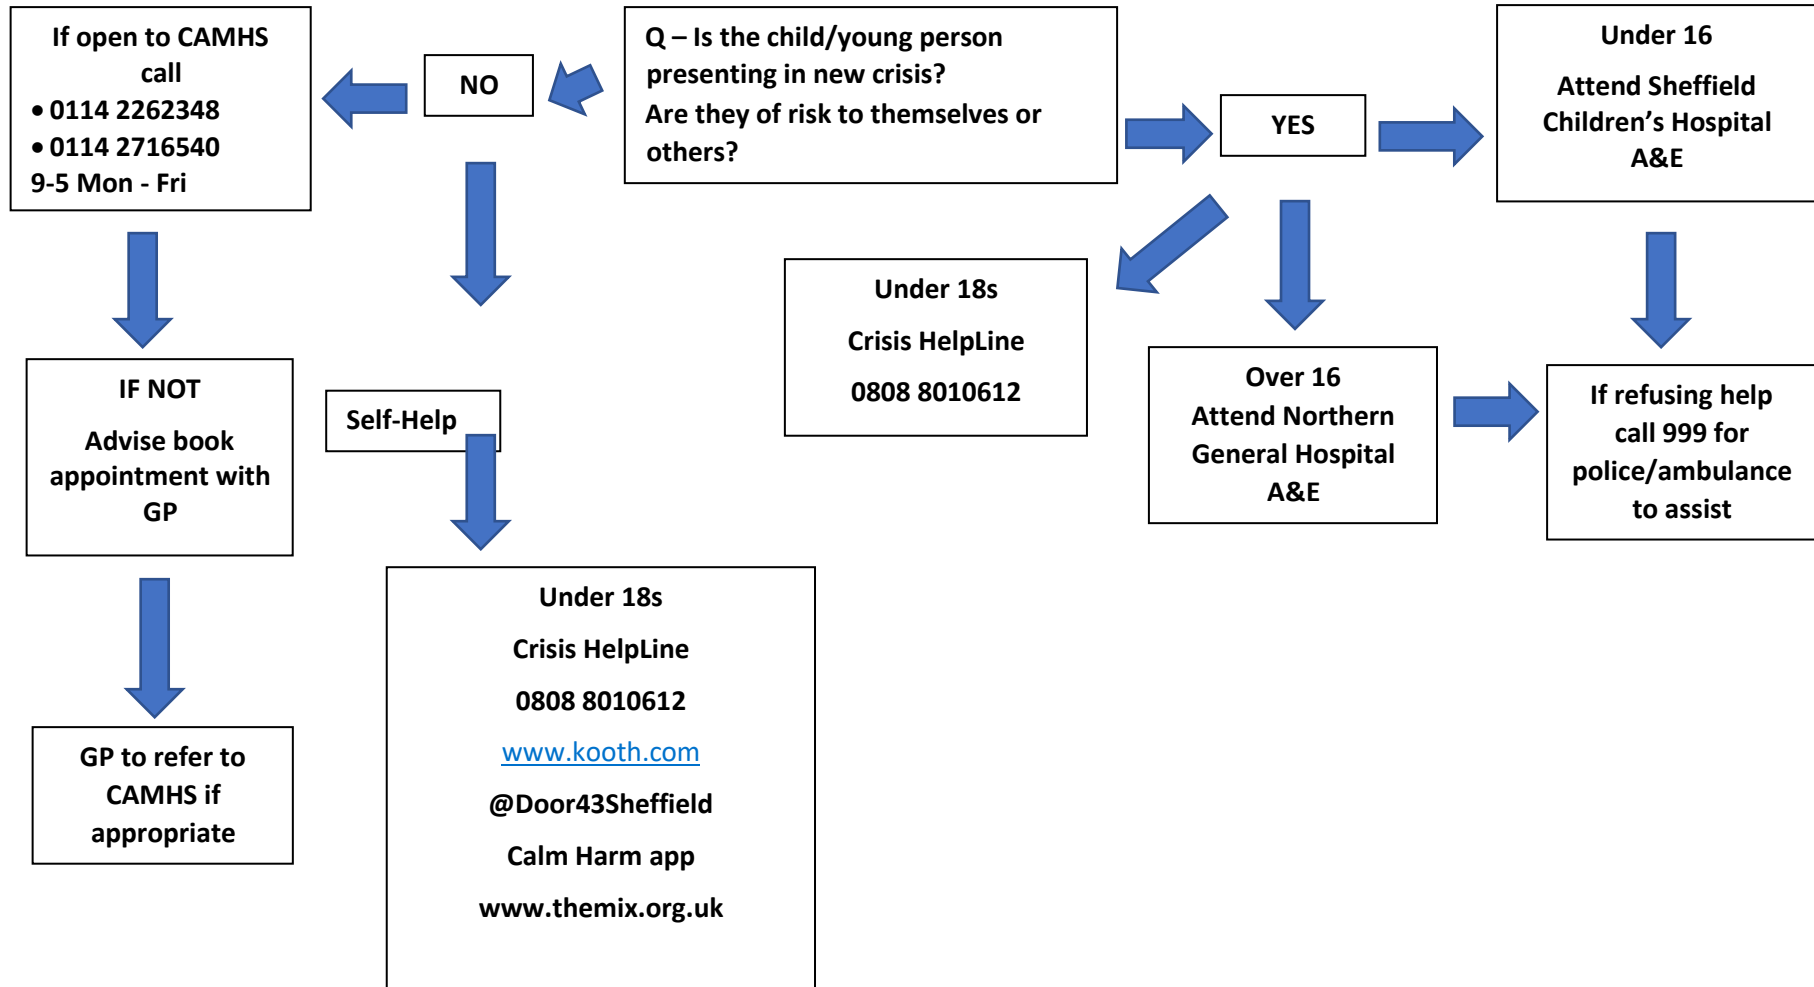 If open to CAMHS
call
• 0114 2262348
• 0114 2716540
9-5 Mon - Fri
NO
Q – Is the child/young person
presenting in new crisis?
Are they of risk to themselves or
others?
YES
Under 16
Attend Sheffield
Children’s Hospital
A&E
Under 18s
Crisis HelpLine
0808 8010612
Over 16
Attend Northern
General Hospital
A&E
If refusing help
call 999 for
police/ambulance
to assist
IF NOT
Advise book
appointment with
GP
Self-Help
Under 18s
Crisis HelpLine
0808 8010612
www.kooth.com
@Door43Sheffield
Calm Harm app
www.themix.org.uk
GP to refer to
CAMHS if
appropriate